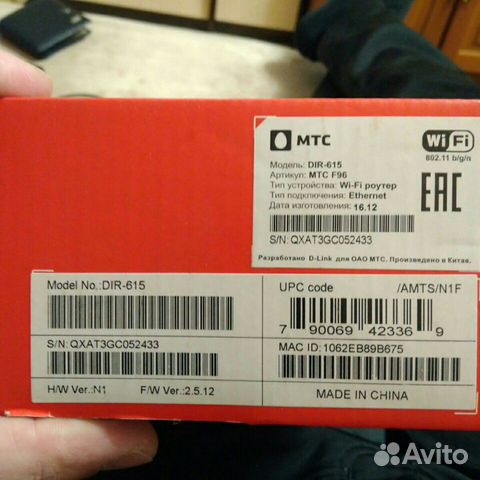 МТС
Wi Fi
802.11 b/g/n
Модель: DIR-615
Артикул: МТС F96
Тип устройства: Wi-Fi роутер
Тип подключения: Ethernet
Дата изготовления: 16.12
EAC
S/N: QXAT3GC052433
Разработано D-Link для ОАО МТС. Произведено в Китае.
Model No.:DIR-615
S/N: QXAT3GC052433
H/W Ver.:N1 F/W Ver.: 2.5.12
UPC code /AMTS/N1F
7 90069 42336 9
MAC ID:1062EB89B675
MADE IN CHINA
Avito